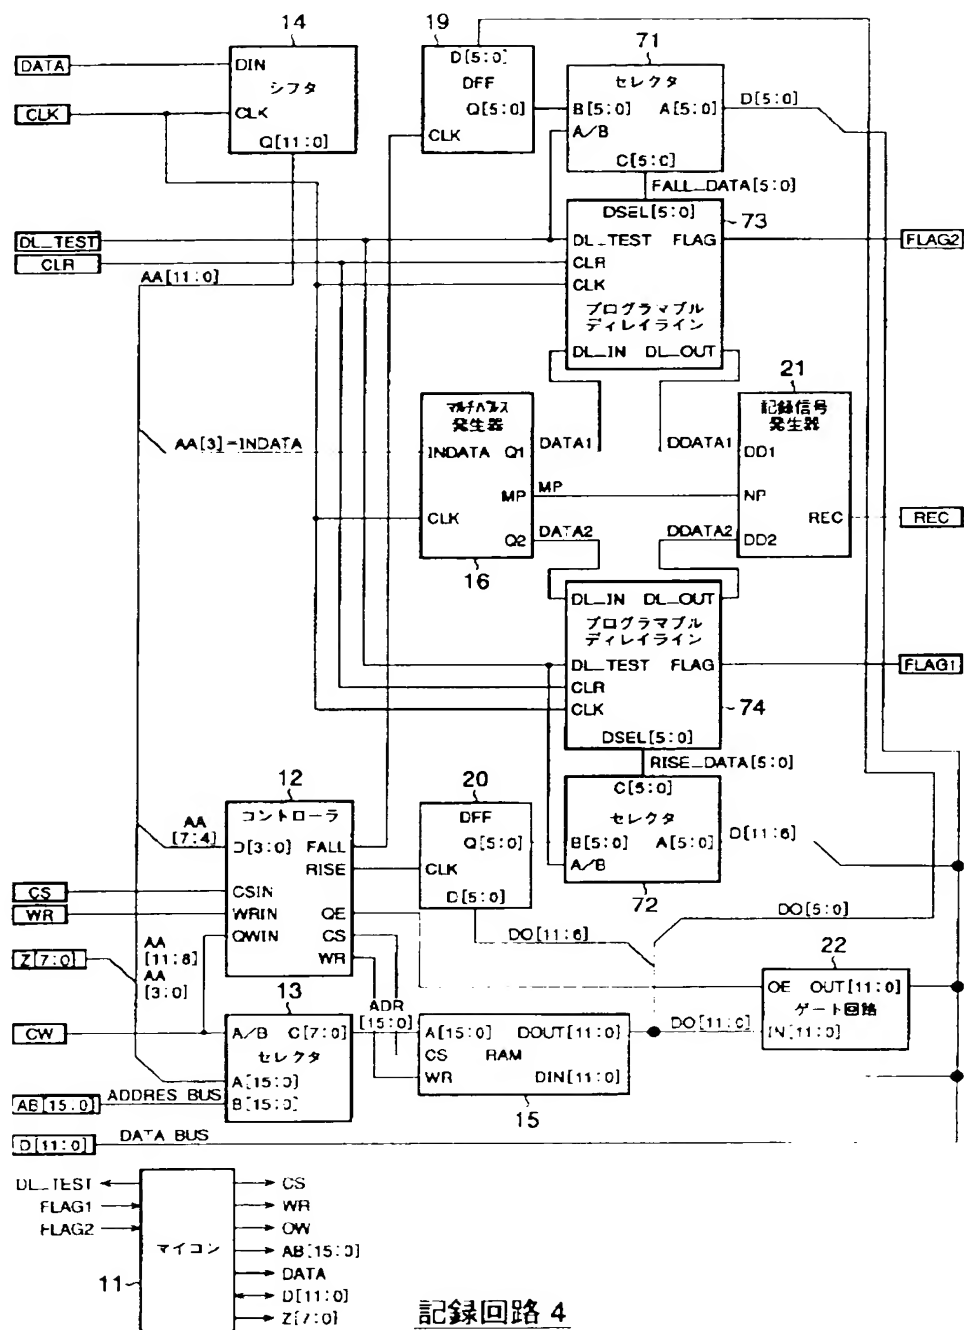 14
DATA
DIN
シフタ
CLK
CLK
Q[11:0]
19
D[5:0]
DFF
Q[5:0]
CLK
71
セレクタ
B[5:0] A[5:0]
A/B
C[5:0]
D[5:0]
FALL_DATA[5:0]
73
DSEL[5:0]
DL_TEST FLAG
CLR
CLK
プログラマブル
ディレイライン
DL_IN DL_OUT
FLAG2
DL_TEST
CLR
AA[11:0]
AA[3]=INDATA
マルチパルス
発生器
INDATA Q1
MP
CLK
Q2
16
DATA1
MP
DATA2
DDATA1
DDATA2
21
記録信号
発生器
DD1
NP
REC
DD2
REC
DL_IN DL_OUT
プログラマブル
ディレイライン
DL_TEST FLAG
CLR
CLK
DSEL[5:0]
74
FLAG1
RISE_DATA[5:0]
C[5:0]
セレクタ
B[5:0] A[5:0]
A/B
72
D[11:6]
20
DFF
Q[5:0]
CLK
D[5:0]
12
コントローラ
D[3:0] FALL
RISE
CSIN
WRIN OE
QWIN CS
WR
AA
[7:4]
CS
WR
AA
[11:8]
AA
[3:0]
Z[7:0]
OW
DO[11:6]
DO[5:0]
13
A/B C[7:0]
セレクタ
A[15:0]
B[15:0]
ADR
[15:0]
A[15:0] DOUT[11:0]
CS RAM
WR DIN[11:0]
15
DO[11:0]
22
OE OUT[11:0]
ゲート回路
IN[11:0]
AB[15:0]
ADDRES BUS
D[11:0]
DATA BUS
DL_TEST
FLAG1
FLAG2
マイコン
11
CS
WR
OW
AB[15:0]
DATA
D[11:0]
Z[7:0]
記録回路 4